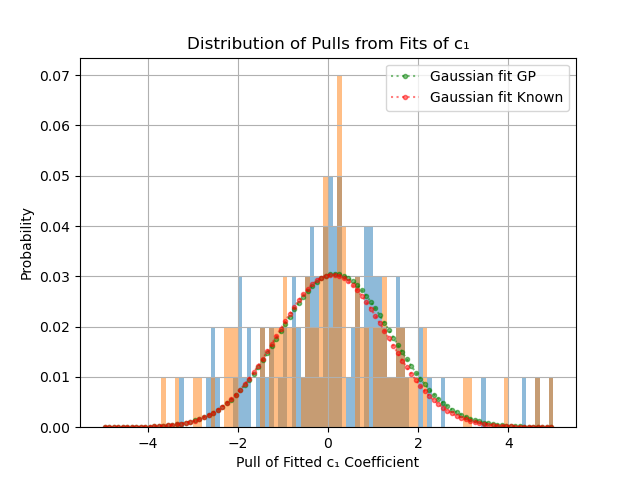 Distribution of Pulls from Fits of c₁
Gaussian fit GP
Gaussian fit Known
0.07
0.06
0.05
0.04
0.03
0.02
0.01
0.00
Probability
−4 −2 0 2 4
Pull of Fitted c₁ Coefficient